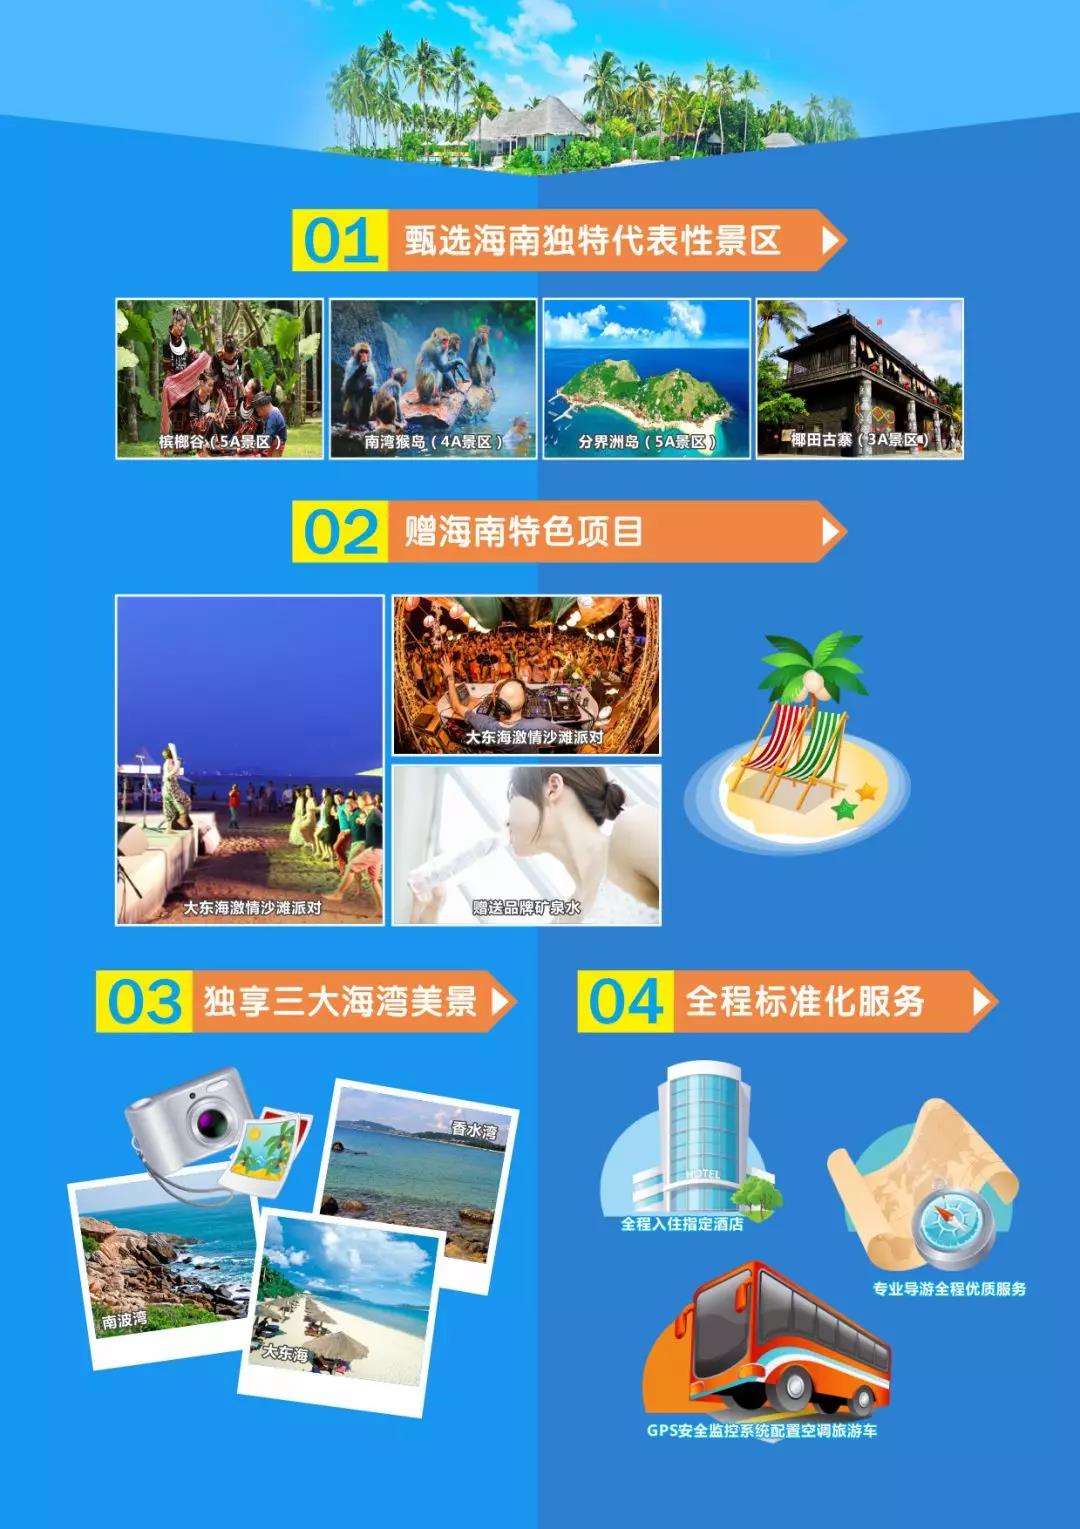 01 甄选海南独特代表性景区
槟榔谷（5A景区）
南湾猴岛（4A景区）
分界洲岛（5A景区）
椰田古寨（3A景区）
02 赠海南特色项目
大东海激情沙滩派对
大东海激情沙滩派对
赠送品牌矿泉水
03 独享三大海湾美景
香水湾
南波湾
大东海
04 全程标准化服务
HOTEL
全程入住指定酒店
专业导游全程优质服务
GPS安全监控系统配置空调旅游车